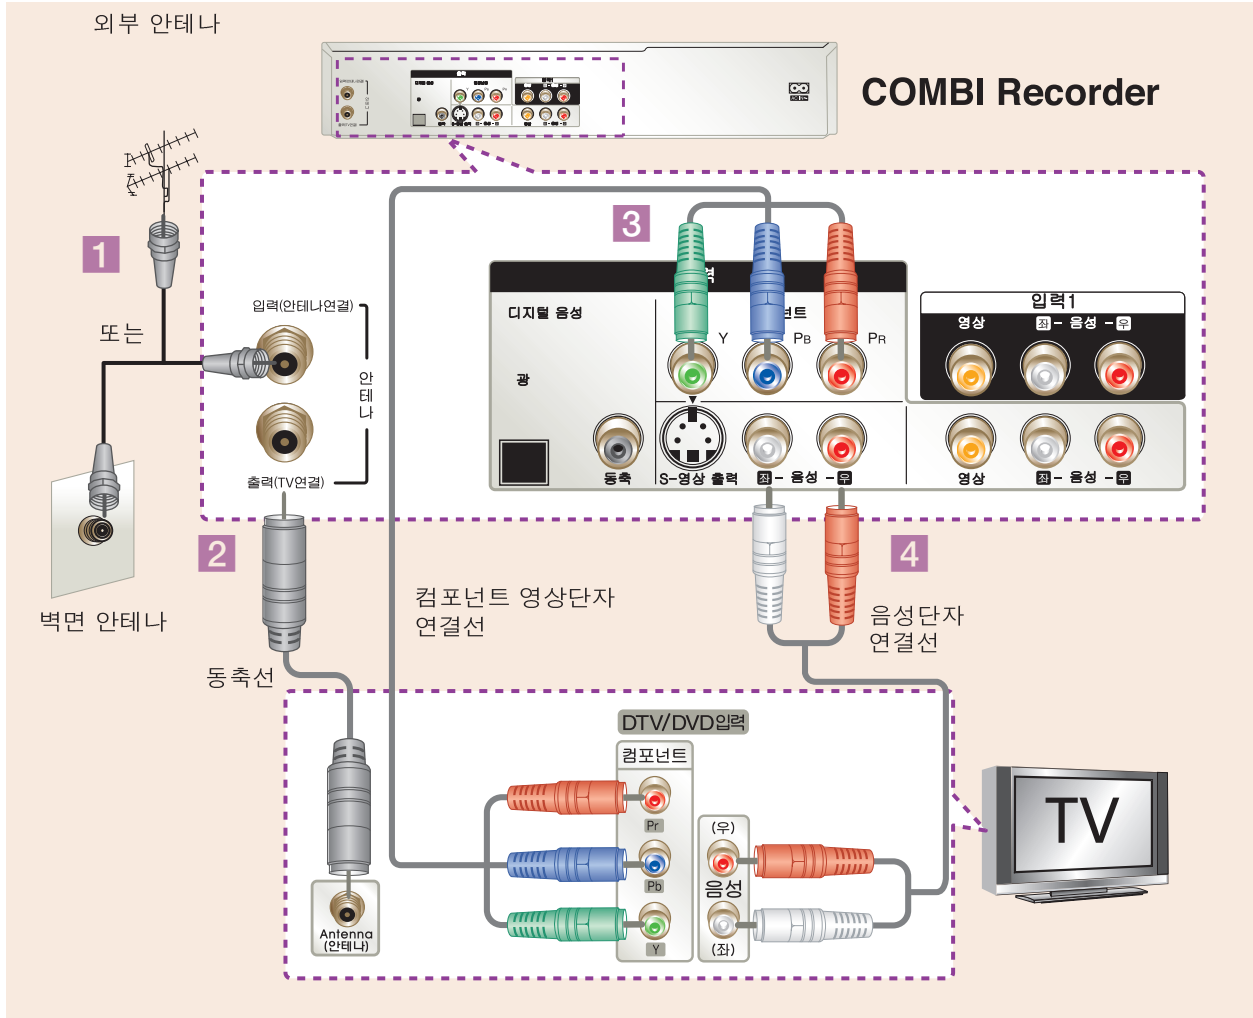 외부 안테나
COMBI Recorder
1
또는
벽면 안테나
입력(안테나연결)
안테나
출력(TV연결)
2
동축선
3
력
디지털 음성
광
동축
트
Y
PB
PR
S-영상 출력
좌 - 음성 - 우
입력1
영상
좌 - 음성 - 우
영상
좌 - 음성 - 우
4
컴포넌트 영상단자
연결선
음성단자
연결선
DTV/DVD입력
컴포넌트
Pr
Pb
Y
(우)
음성
(좌)
Antenna
(안테나)
TV